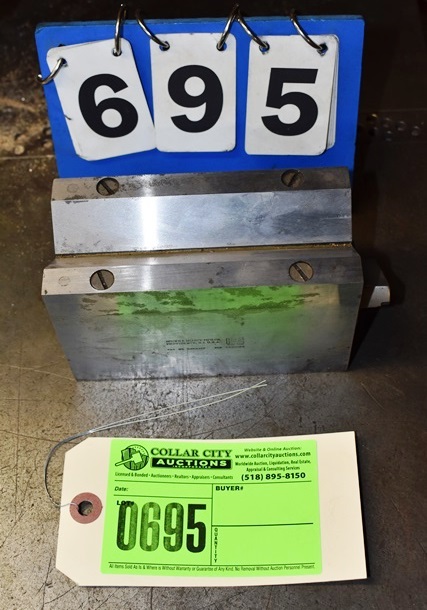 695
COLLAR CITY
AUCTIONS
Website & Online Auctions
www.collarcityauctions.com
Worldwide Auction, Liquidation, Real Estate,
Appraisal & Consulting Services
(518) 895-8150
Licensed & Bonded • Auctioneers • Realtors • Appraisers • Consultants
Date:
BUYER#
LOT
0695
QUANTITY
All Items Sold As Is & Where Is Without Warranty or Guarantee of Any Kind. No Removal Without Auction Personnel Present